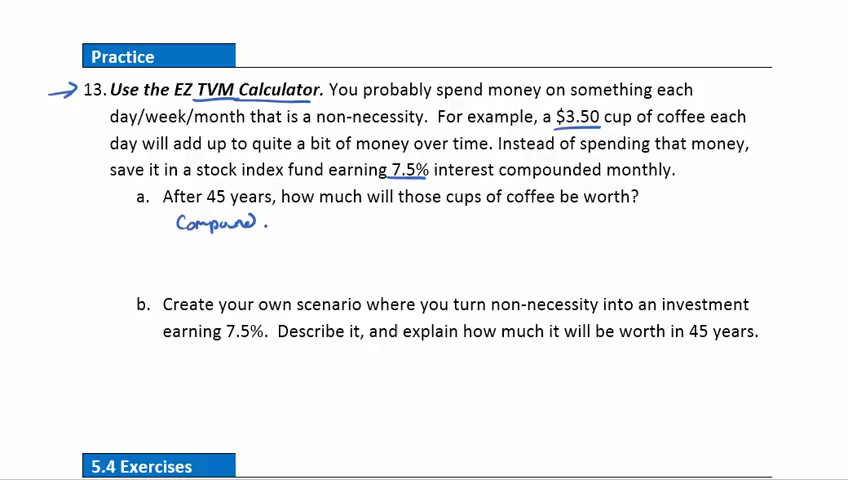 Practice
13. Use the EZ TVM Calculator. You probably spend money on something each
day/week/month that is a non-necessity. For example, a $3.50 cup of coffee each
day will add up to quite a bit of money over time. Instead of spending that money,
save it in a stock index fund earning 7.5% interest compounded monthly.
a. After 45 years, how much will those cups of coffee be worth?
Compound.
b. Create your own scenario where you turn non-necessity into an investment
earning 7.5%. Describe it, and explain how much it will be worth in 45 years.
5.4 Exercises